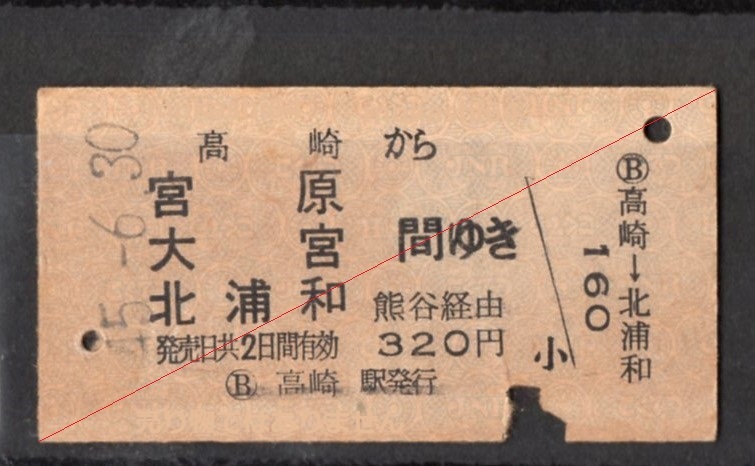 45.-6.30
高崎から
宮原
大宮 間ゆき
北浦和
熊谷経由
発売日共2日間有効 320円
Ⓑ 高崎 駅発行
小
Ⓑ高崎→北浦和
160